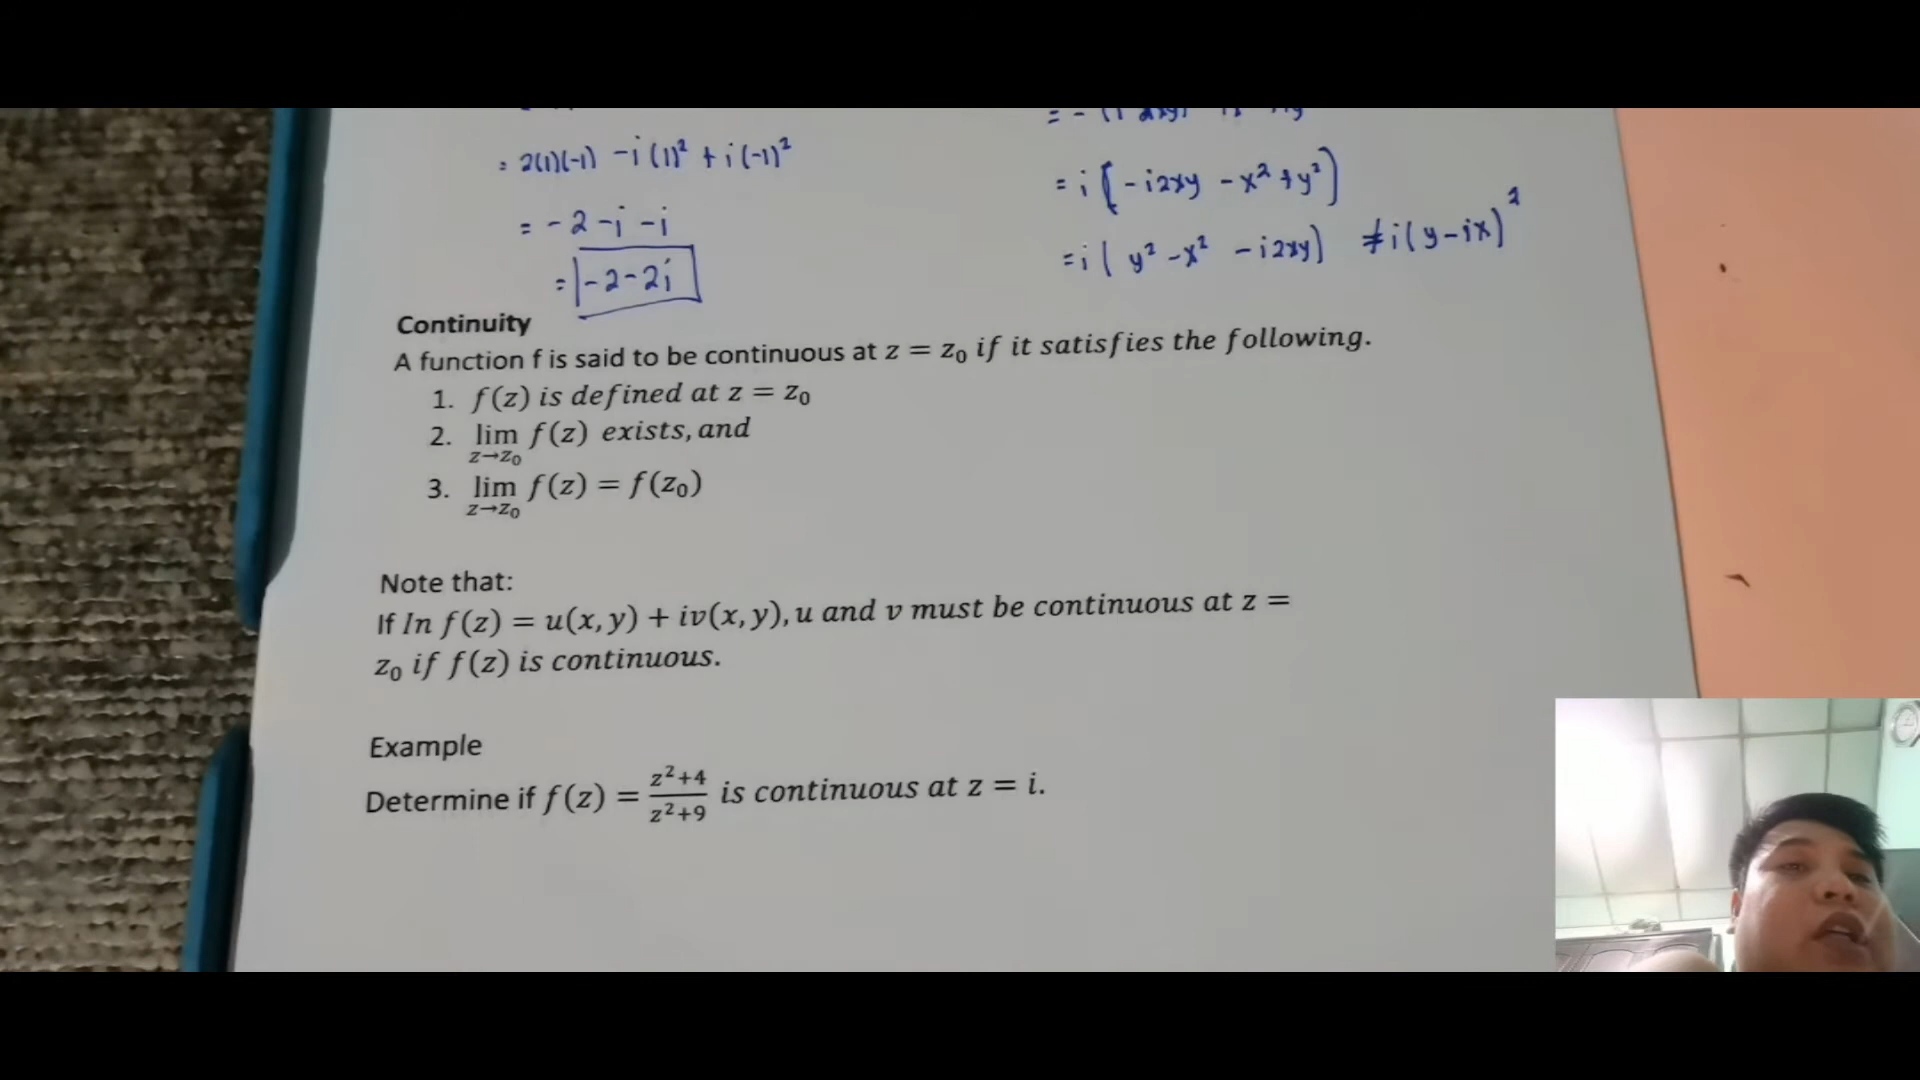 = 2(1)(-1) - i(1)² + i(-1)²
= -2 - i - i
= -2-2i
= i[-i2xy - x² + y²]
= i(y² - x² - i2xy) ≠ i(y-ix)²
Continuity
A function f is said to be continuous at z = z₀ if it satisfies the following.
1. f(z) is defined at z = z₀
2. lim z→z₀ f(z) exists, and
3. lim z→z₀ f(z) = f(z₀)
Note that:
If In f(z) = u(x, y) + iv(x, y), u and v must be continuous at z =
z₀ if f(z) is continuous.
Example
Determine if f(z) = z²+4/z²+9 is continuous at z = i.